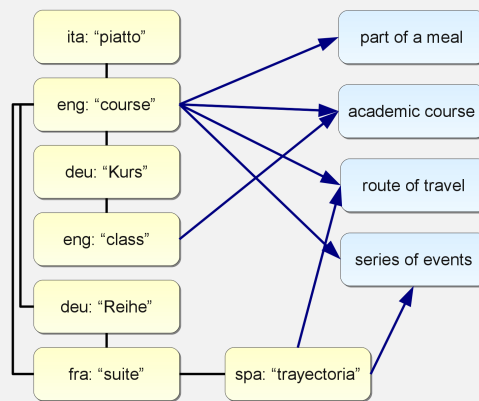 ita: “piatto”
part of a meal
eng: “course”
academic course
deu: “Kurs”
route of travel
eng: “class”
series of events
deu: “Reihe”
fra: “suite”
spa: “trayectoria”